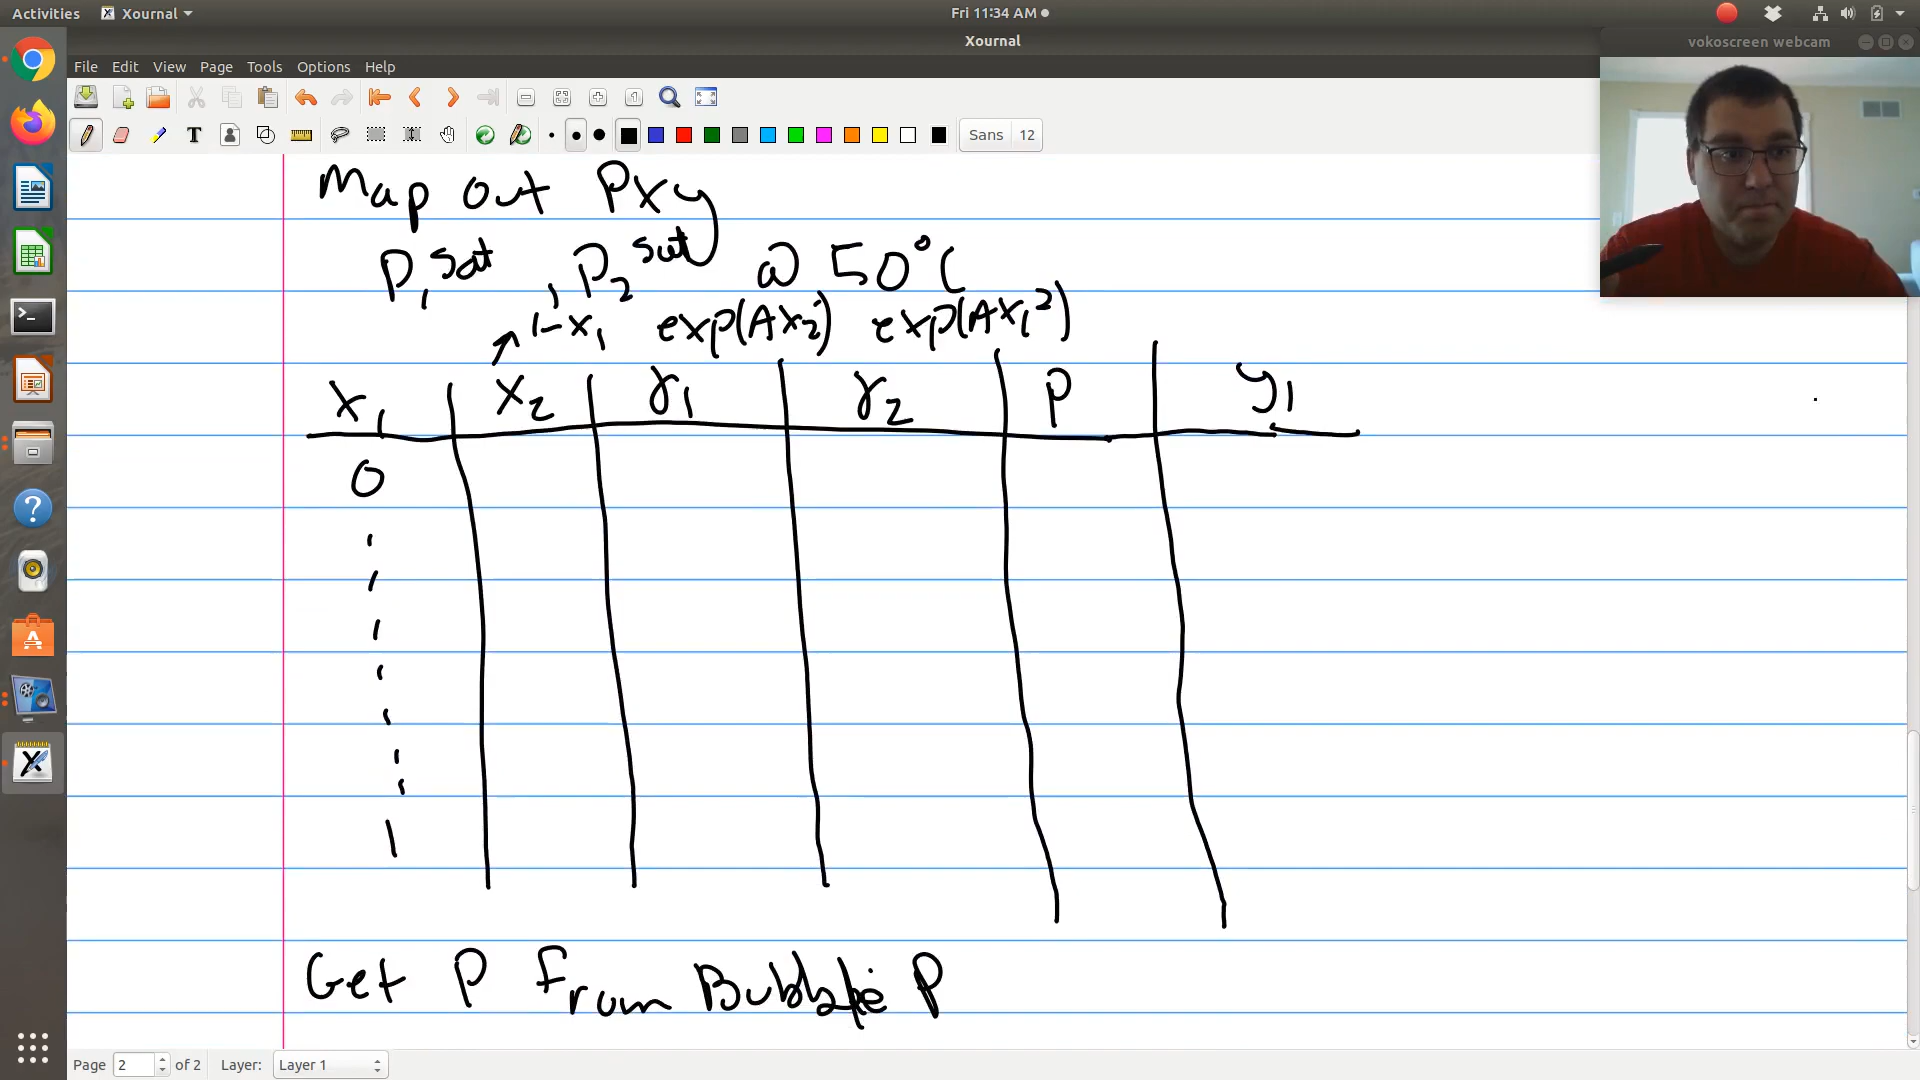 Activities Xournal Fri 11:34 AM
Xournal
vokoscreen webcam
File Edit View Page Tools Options Help
Sans 12
Map out Pxy
P₁ˢᵃᵗ, P₂ˢᵃᵗ @ 50°C
1-x₁ exp(Ax₂²) exp(Ax₁²)
x₁ x₂ γ₁ γ₂ P y₁
0
1
Get P from Bubble P
Page 2 of 2 Layer: Layer 1